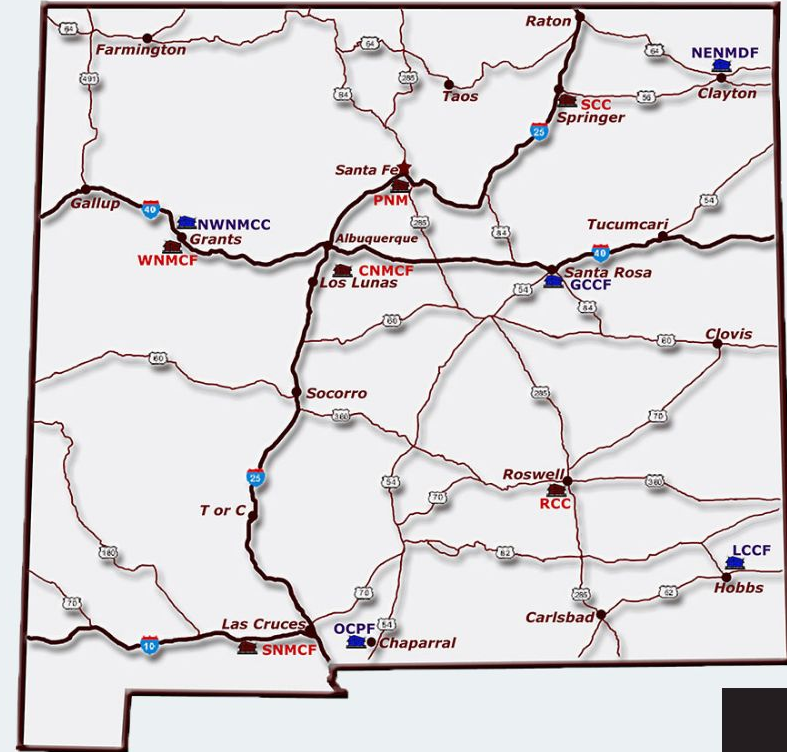 Raton
64
Farmington
64
64
NENMDF
491
285
84
Taos
SCC
56
Clayton
Springer
25
Santa Fe
PNM
Gallup
40
NWNMCC
Grants
WNMCF
285
84
54
Tucumcari
Albuquerque
40
CNMCF
Santa Rosa
GCCF
Los Lunas
54
84
60
60
Clovis
60
285
Socorro
380
70
25
54
Roswell
380
70
RCC
T or C
180
82
LCCF
70
70
285
62
Hobbs
Las Cruces
OCPF
54
Carlsbad
10
SNMCF
Chaparral